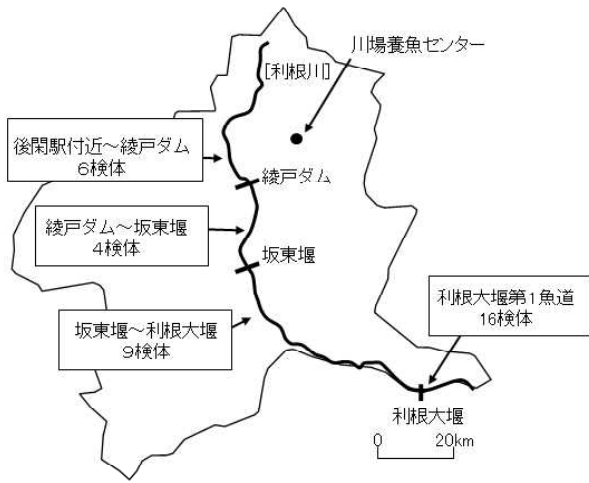 川場養魚センター
[利根川]
後閑駅付近～綾戸ダム
6検体
綾戸ダム
綾戸ダム～坂東堰
4検体
坂東堰
利根大堰第1魚道
16検体
坂東堰～利根大堰
9検体
利根大堰
0 20km